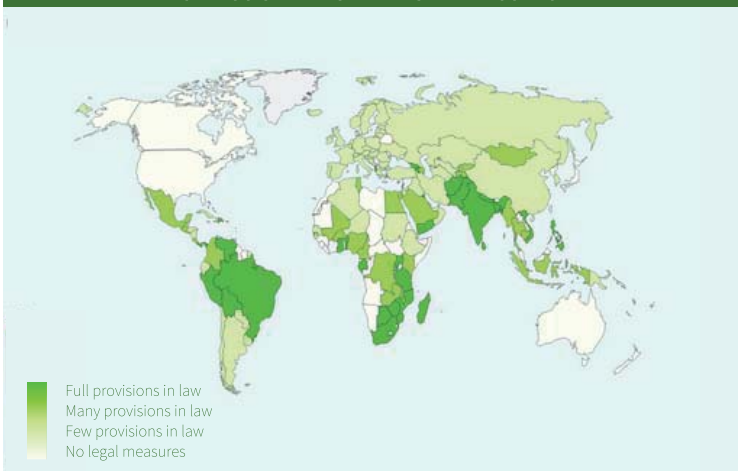 Full provisions in law
Many provisions in law
Few provisions in law
No legal measures